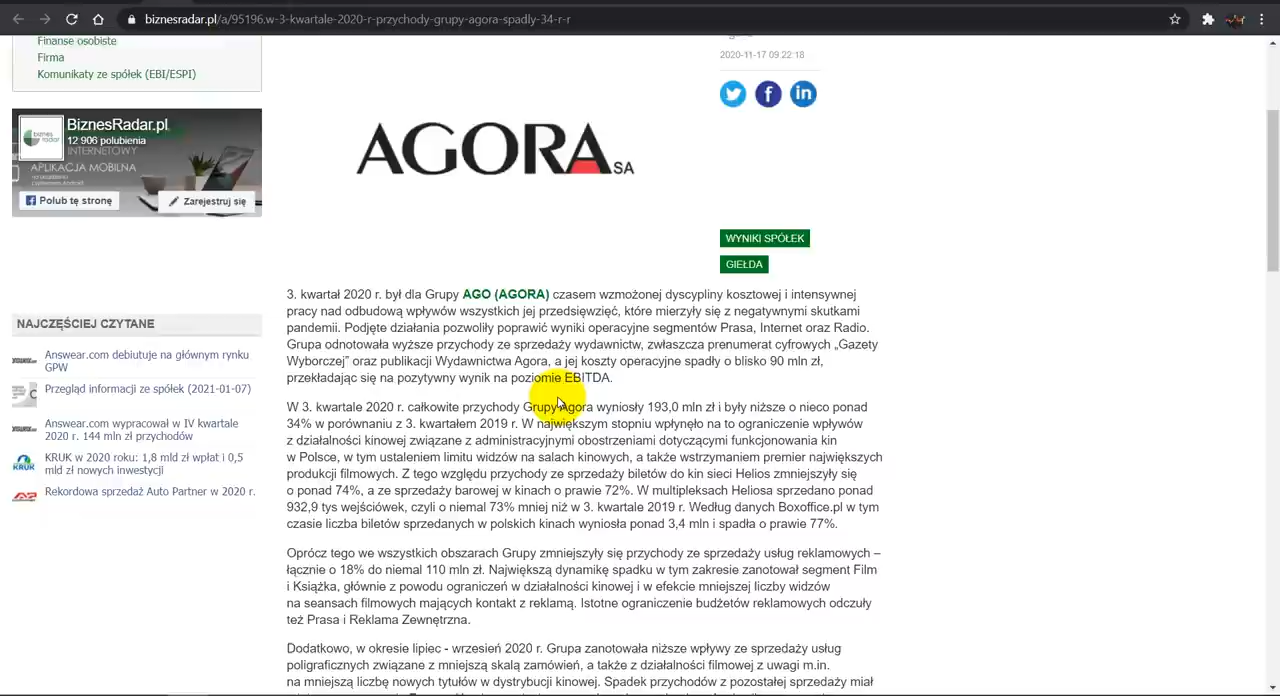 biznesradar.pl/a/95196.w-3-kwartale-2020-r-przychody-grupy-agora-spadly-34-r-r
Finanse osobiste
Firma
Komunikaty ze spółek (EBI/ESPI)
BiznesRadar.pl
12 906 polubienia
INTERNETOWY
APLIKACJA MOBILNA
biznes
radar
Polub tę stronę
Zarejestruj się
NAJCZĘŚCIEJ CZYTANE
Answear.com debiutuje na głównym rynku
GPW
Przegląd informacji ze spółek (2021-01-07)
Answear.com wypracował w IV kwartale
2020 r. 144 mln zł przychodów
KRUK
KRUK w 2020 roku: 1,8 mld zł wpłat i 0,5
mld zł nowych inwestycji
Rekordowa sprzedaż Auto Partner w 2020 r.
AGORA SA
2020-11-17 09:22:18
WYNIKI SPÓŁEK
GIEŁDA
3. kwartał 2020 r. był dla Grupy AGO (AGORA) czasem wzmożonej dyscypliny kosztowej i intensywnej
pracy nad odbudową wpływów wszystkich jej przedsięwzięć, które mierzyły się z negatywnymi skutkami
pandemii. Podjęte działania pozwoliły poprawić wyniki operacyjne segmentów Prasa, Internet oraz Radio.
Grupa odnotowała wyższe przychody ze sprzedaży wydawnictw, zwłaszcza prenumerat cyfrowych „Gazety
Wyborczej” oraz publikacji Wydawnictwa Agora, a jej koszty operacyjne spadły o blisko 90 mln zł,
przekładając się na pozytywny wynik na poziomie EBITDA.
W 3. kwartale 2020 r. całkowite przychody Grupy Agora wyniosły 193,0 mln zł i były niższe o nieco ponad
34% w porównaniu z 3. kwartałem 2019 r. W największym stopniu wpłynęło na to ograniczenie wpływów
z działalności kinowej związane z administracyjnymi obostrzeniami dotyczącymi funkcjonowania kin
w Polsce, w tym ustaleniem limitu widzów na salach kinowych, a także wstrzymaniem premier największych
produkcji filmowych. Z tego względu przychody ze sprzedaży biletów do kin sieci Helios zmniejszyły się
o ponad 74%, a ze sprzedaży barowej w kinach o prawie 72%. W multipleksach Heliosa sprzedano ponad
932,9 tys wejściówek, czyli o niemal 73% mniej niż w 3. kwartale 2019 r. Według danych Boxoffice.pl w tym
czasie liczba biletów sprzedanych w polskich kinach wyniosła ponad 3,4 mln i spadła o prawie 77%.
Oprócz tego we wszystkich obszarach Grupy zmniejszyły się przychody ze sprzedaży usług reklamowych –
łącznie o 18% do niemal 110 mln zł. Największą dynamikę spadku w tym zakresie zanotował segment Film
i Książka, głównie z powodu ograniczeń w działalności kinowej i w efekcie mniejszej liczby widzów
na seansach filmowych mających kontakt z reklamą. Istotne ograniczenie budżetów reklamowych odczuły
też Prasa i Reklama Zewnętrzna.
Dodatkowo, w okresie lipiec - wrzesień 2020 r. Grupa zanotowała niższe wpływy ze sprzedaży usług
poligraficznych związane z mniejszą skalą zamówień, a także z działalności filmowej z uwagi m.in.
na mniejszą liczbę nowych tytułów w dystrybucji kinowej. Spadek przychodów z pozostałej sprzedaży miał